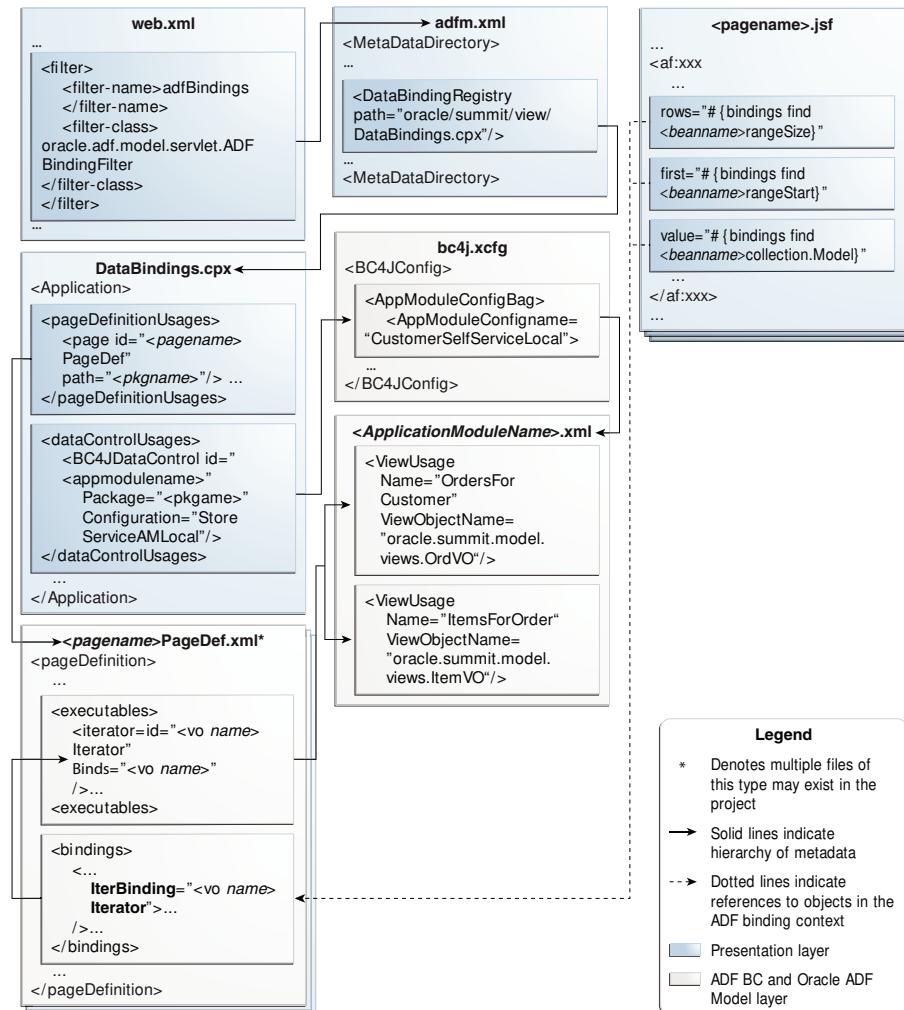 web.xml
...
<filter>
<filter-name>adfBindings
</filter-name>
<filter-class>
oracle.adf.model.servlet.ADF
BindingFilter
</filter-class>
</filter>
...
adfm.xml
<MetaDataDirectory>
...
<DataBindingRegistry
path="oracle/summit/view/
DataBindings.cpx"/>
...
<MetaDataDirectory>
<pagename>.jsf
...
<af:xxx
...
rows="# {bindings find
<beanname>rangeSize}"
first="# {bindings find
<beanname>rangeStart}"
value="# {bindings find
<beanname>collection.Model}"
...
</af:xxx>
...
DataBindings.cpx
<Application>
<pageDefinitionUsages>
<page id="<pagename>
PageDef"
path="<pkgname>"/> ...
</pageDefinitionUsages>
<dataControlUsages>
<BC4JDataControl id="
<appmodulename>"
Package="<pkgame>"
Configuration="Store
ServiceAMLocal"/>
</dataControlUsages>
...
</Application>
bc4j.xcfg
<BC4JConfig>
<AppModuleConfigBag>
<AppModuleConfigname=
“CustomerSelfServiceLocal">
...
</BC4JConfig>
<ApplicationModuleName>.xml
<ViewUsage
Name="OrdersFor
Customer"
ViewObjectName=
"oracle.summit.model.
views.OrdVO“/>
<ViewUsage
Name="ItemsForOrder“
ViewObjectName=
"oracle.summit.model.
views.ItemVO“/>
<pagename>PageDef.xml*
<pageDefinition>
...
<executables>
<iterator=id="<vo name>
Iterator"
Binds="<vo name>"
/>...
<executables>
<bindings>
<...
IterBinding="<vo name>
Iterator">...
/>...
</bindings>
...
</pageDefinition>
Legend
* Denotes multiple files of
this type may exist in the
project
Solid lines indicate
hierarchy of metadata
Dotted lines indicate
references to objects in the
ADF binding context
Presentation layer
ADF BC and Oracle ADF
Model layer